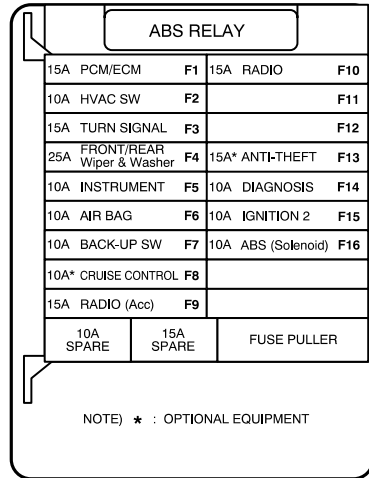 ABS RELAY
15A PCM/ECM F1 15A RADIO F10
10A HVAC SW F2 F11
15A TURN SIGNAL F3 F12
25A FRONT/REAR Wiper & Washer F4 15A* ANTI-THEFT F13
10A INSTRUMENT F5 10A DIAGNOSIS F14
10A AIR BAG F6 10A IGNITION 2 F15
10A BACK-UP SW F7 10A ABS (Solenoid) F16
10A* CRUISE CONTROL F8
15A RADIO (Acc) F9
10A SPARE 15A SPARE FUSE PULLER
NOTE) * : OPTIONAL EQUIPMENT